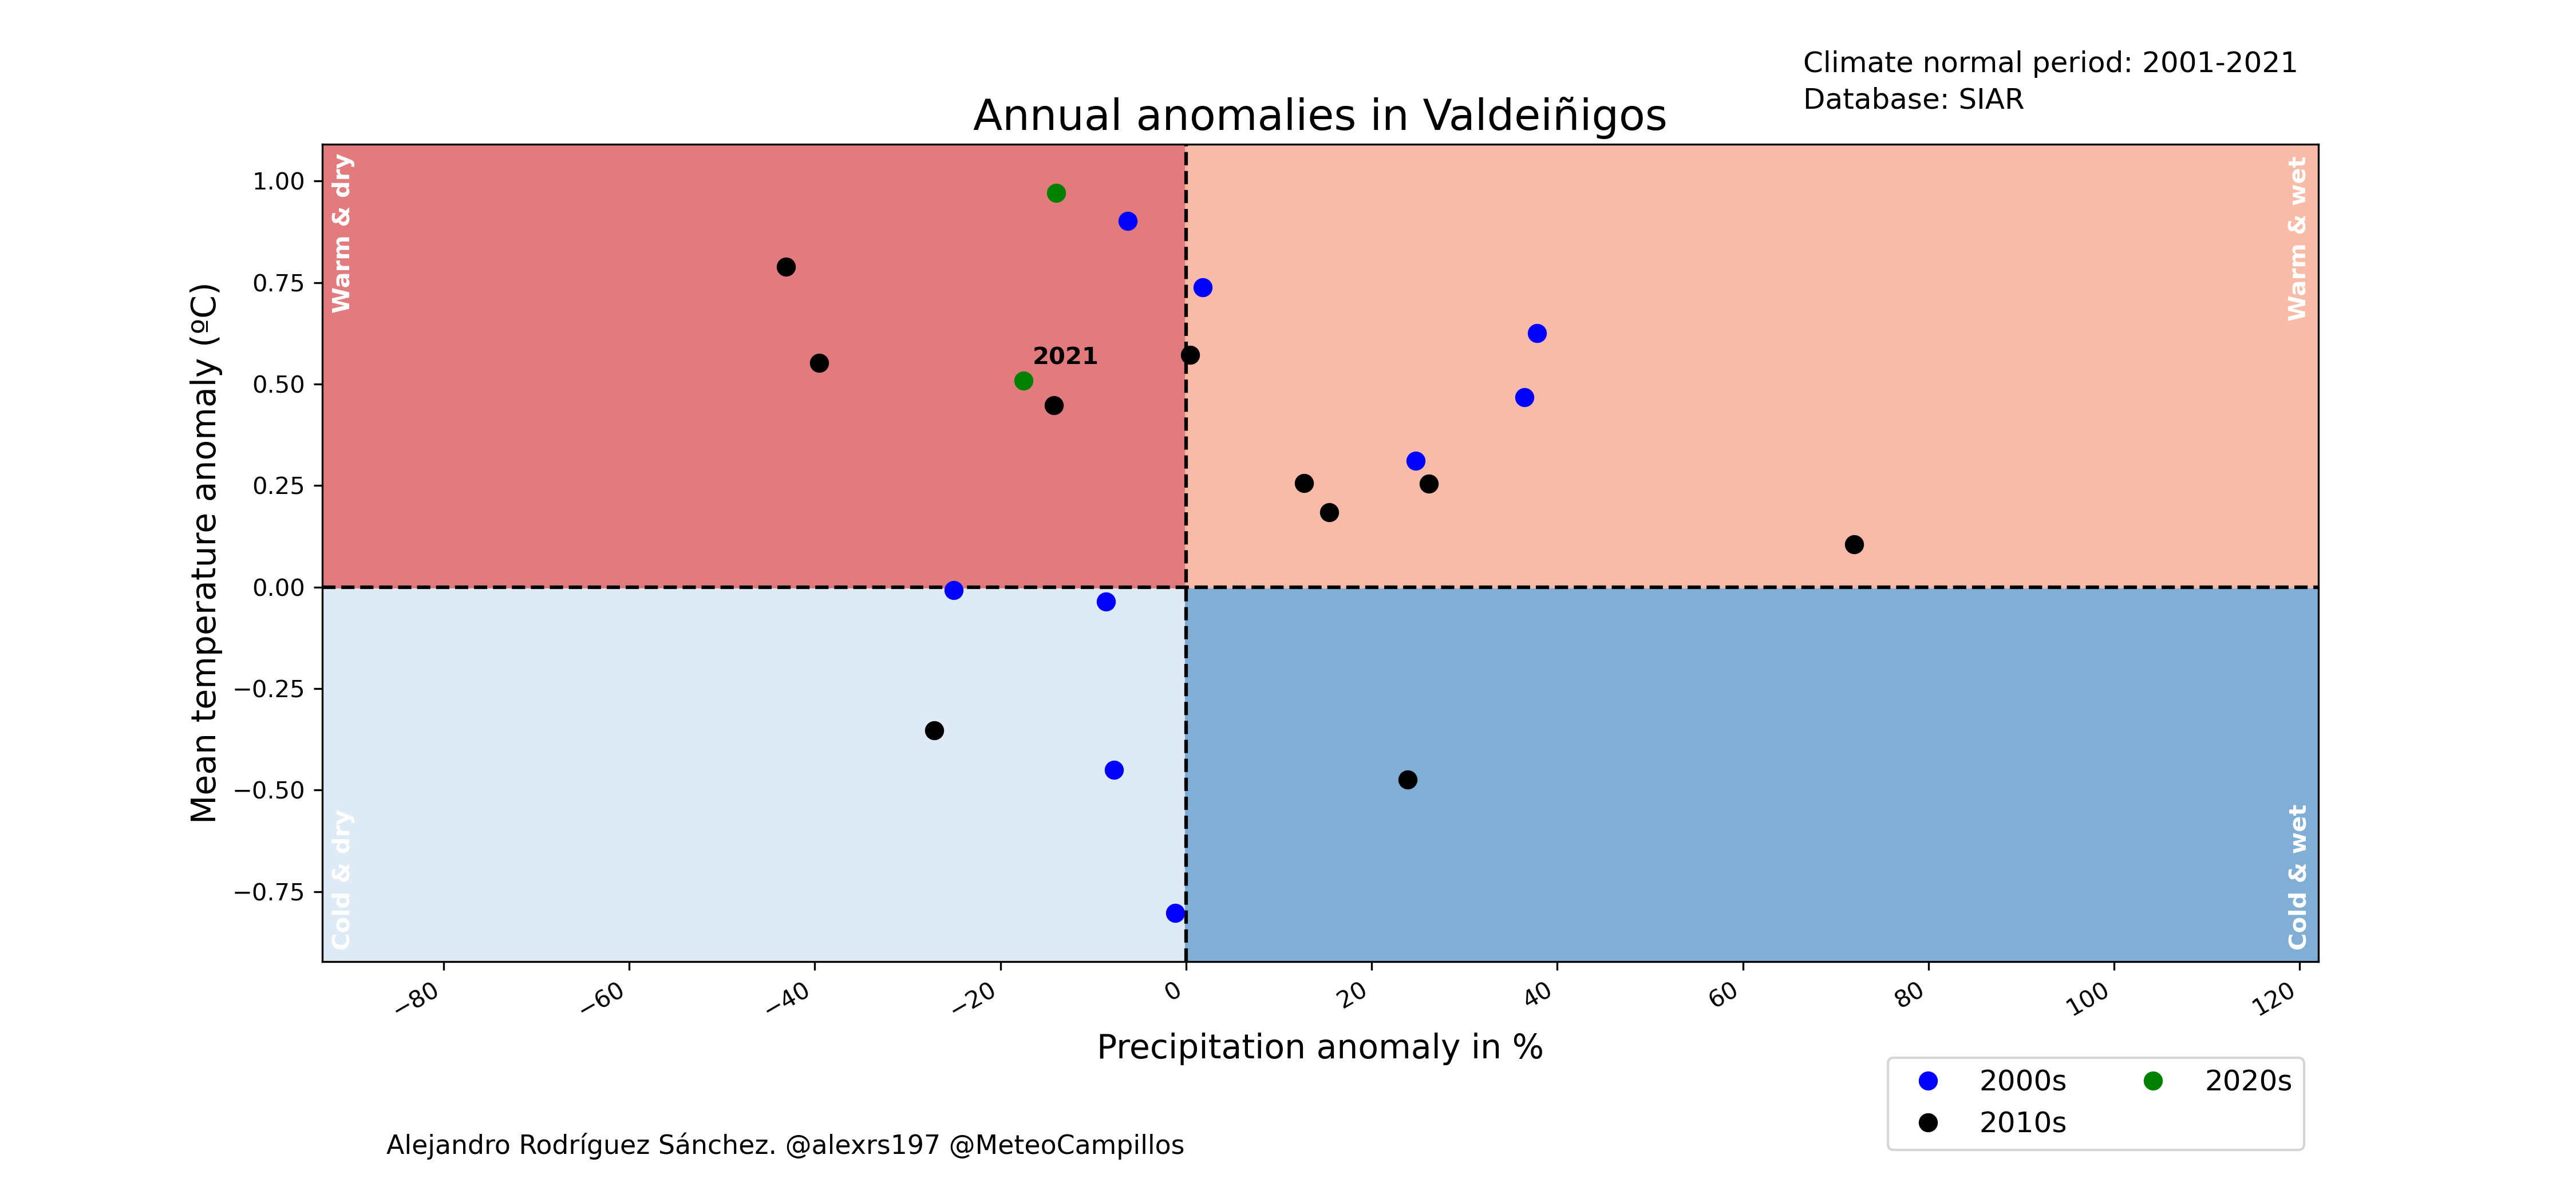 Climate normal period: 2001-2021
Database: SIAR
Annual anomalies in Valdeiñigos
Warm & dry
Warm & wet
Cold & dry
Cold & wet
2021
Mean temperature anomaly (ºC)
1.00
0.75
0.50
0.25
0.00
−0.25
−0.50
−0.75
−80
−60
−40
−20
0
20
40
60
80
100
120
Precipitation anomaly in %
2000s
2010s
2020s
Alejandro Rodríguez Sánchez. @alexrs197 @MeteoCampillos